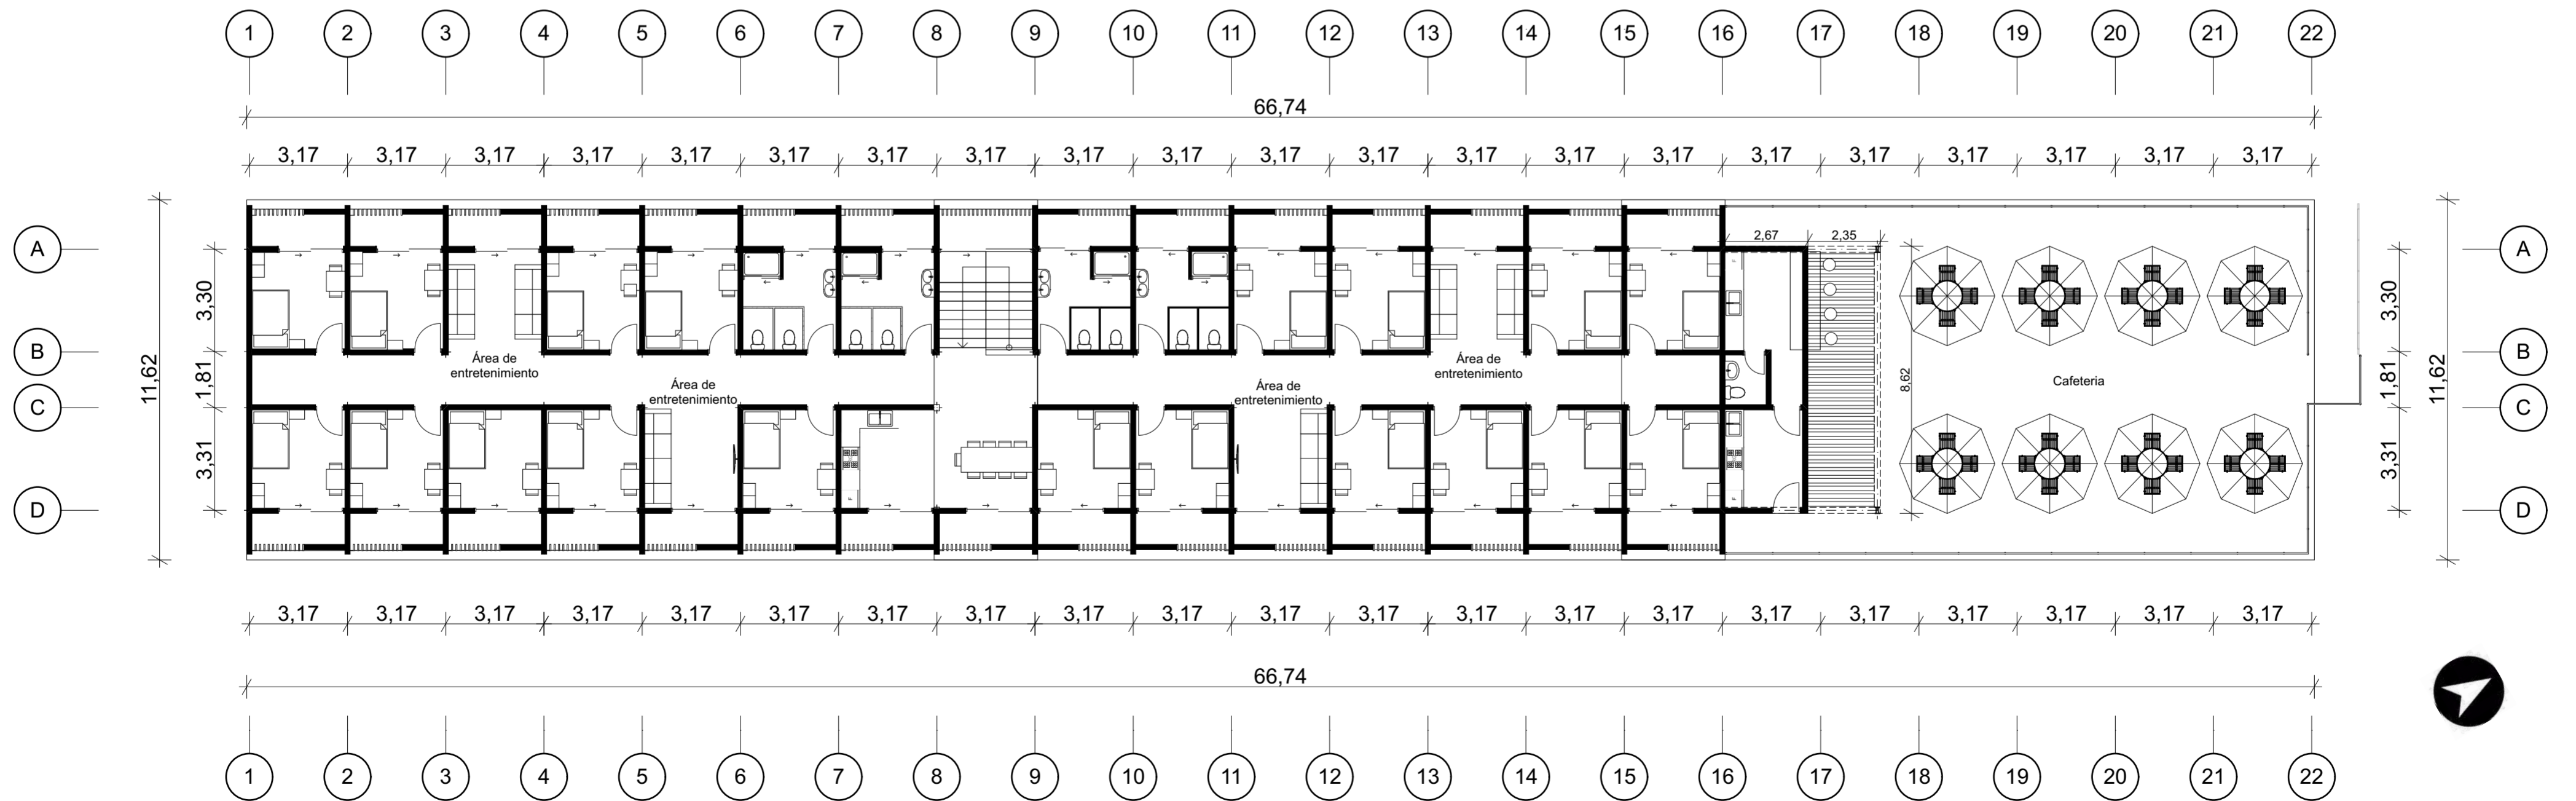 1 2 3 4 5 6 7 8 9 10 11 12 13 14 15 16 17 18 19 20 21 22
66,74
3,17 3,17 3,17 3,17 3,17 3,17 3,17 3,17 3,17 3,17 3,17 3,17 3,17 3,17 3,17 3,17 3,17 3,17 3,17 3,17 3,17
A
B
C
D
11,62
3,30
1,81
3,31
2,67
2,35
8,62
Área de
entretenimiento
Área de
entretenimiento
Área de
entretenimiento
Área de
entretenimiento
Cafeteria
3,30
1,81
3,31
11,62
A
B
C
D
3,17 3,17 3,17 3,17 3,17 3,17 3,17 3,17 3,17 3,17 3,17 3,17 3,17 3,17 3,17 3,17 3,17 3,17 3,17 3,17 3,17
66,74
1 2 3 4 5 6 7 8 9 10 11 12 13 14 15 16 17 18 19 20 21 22